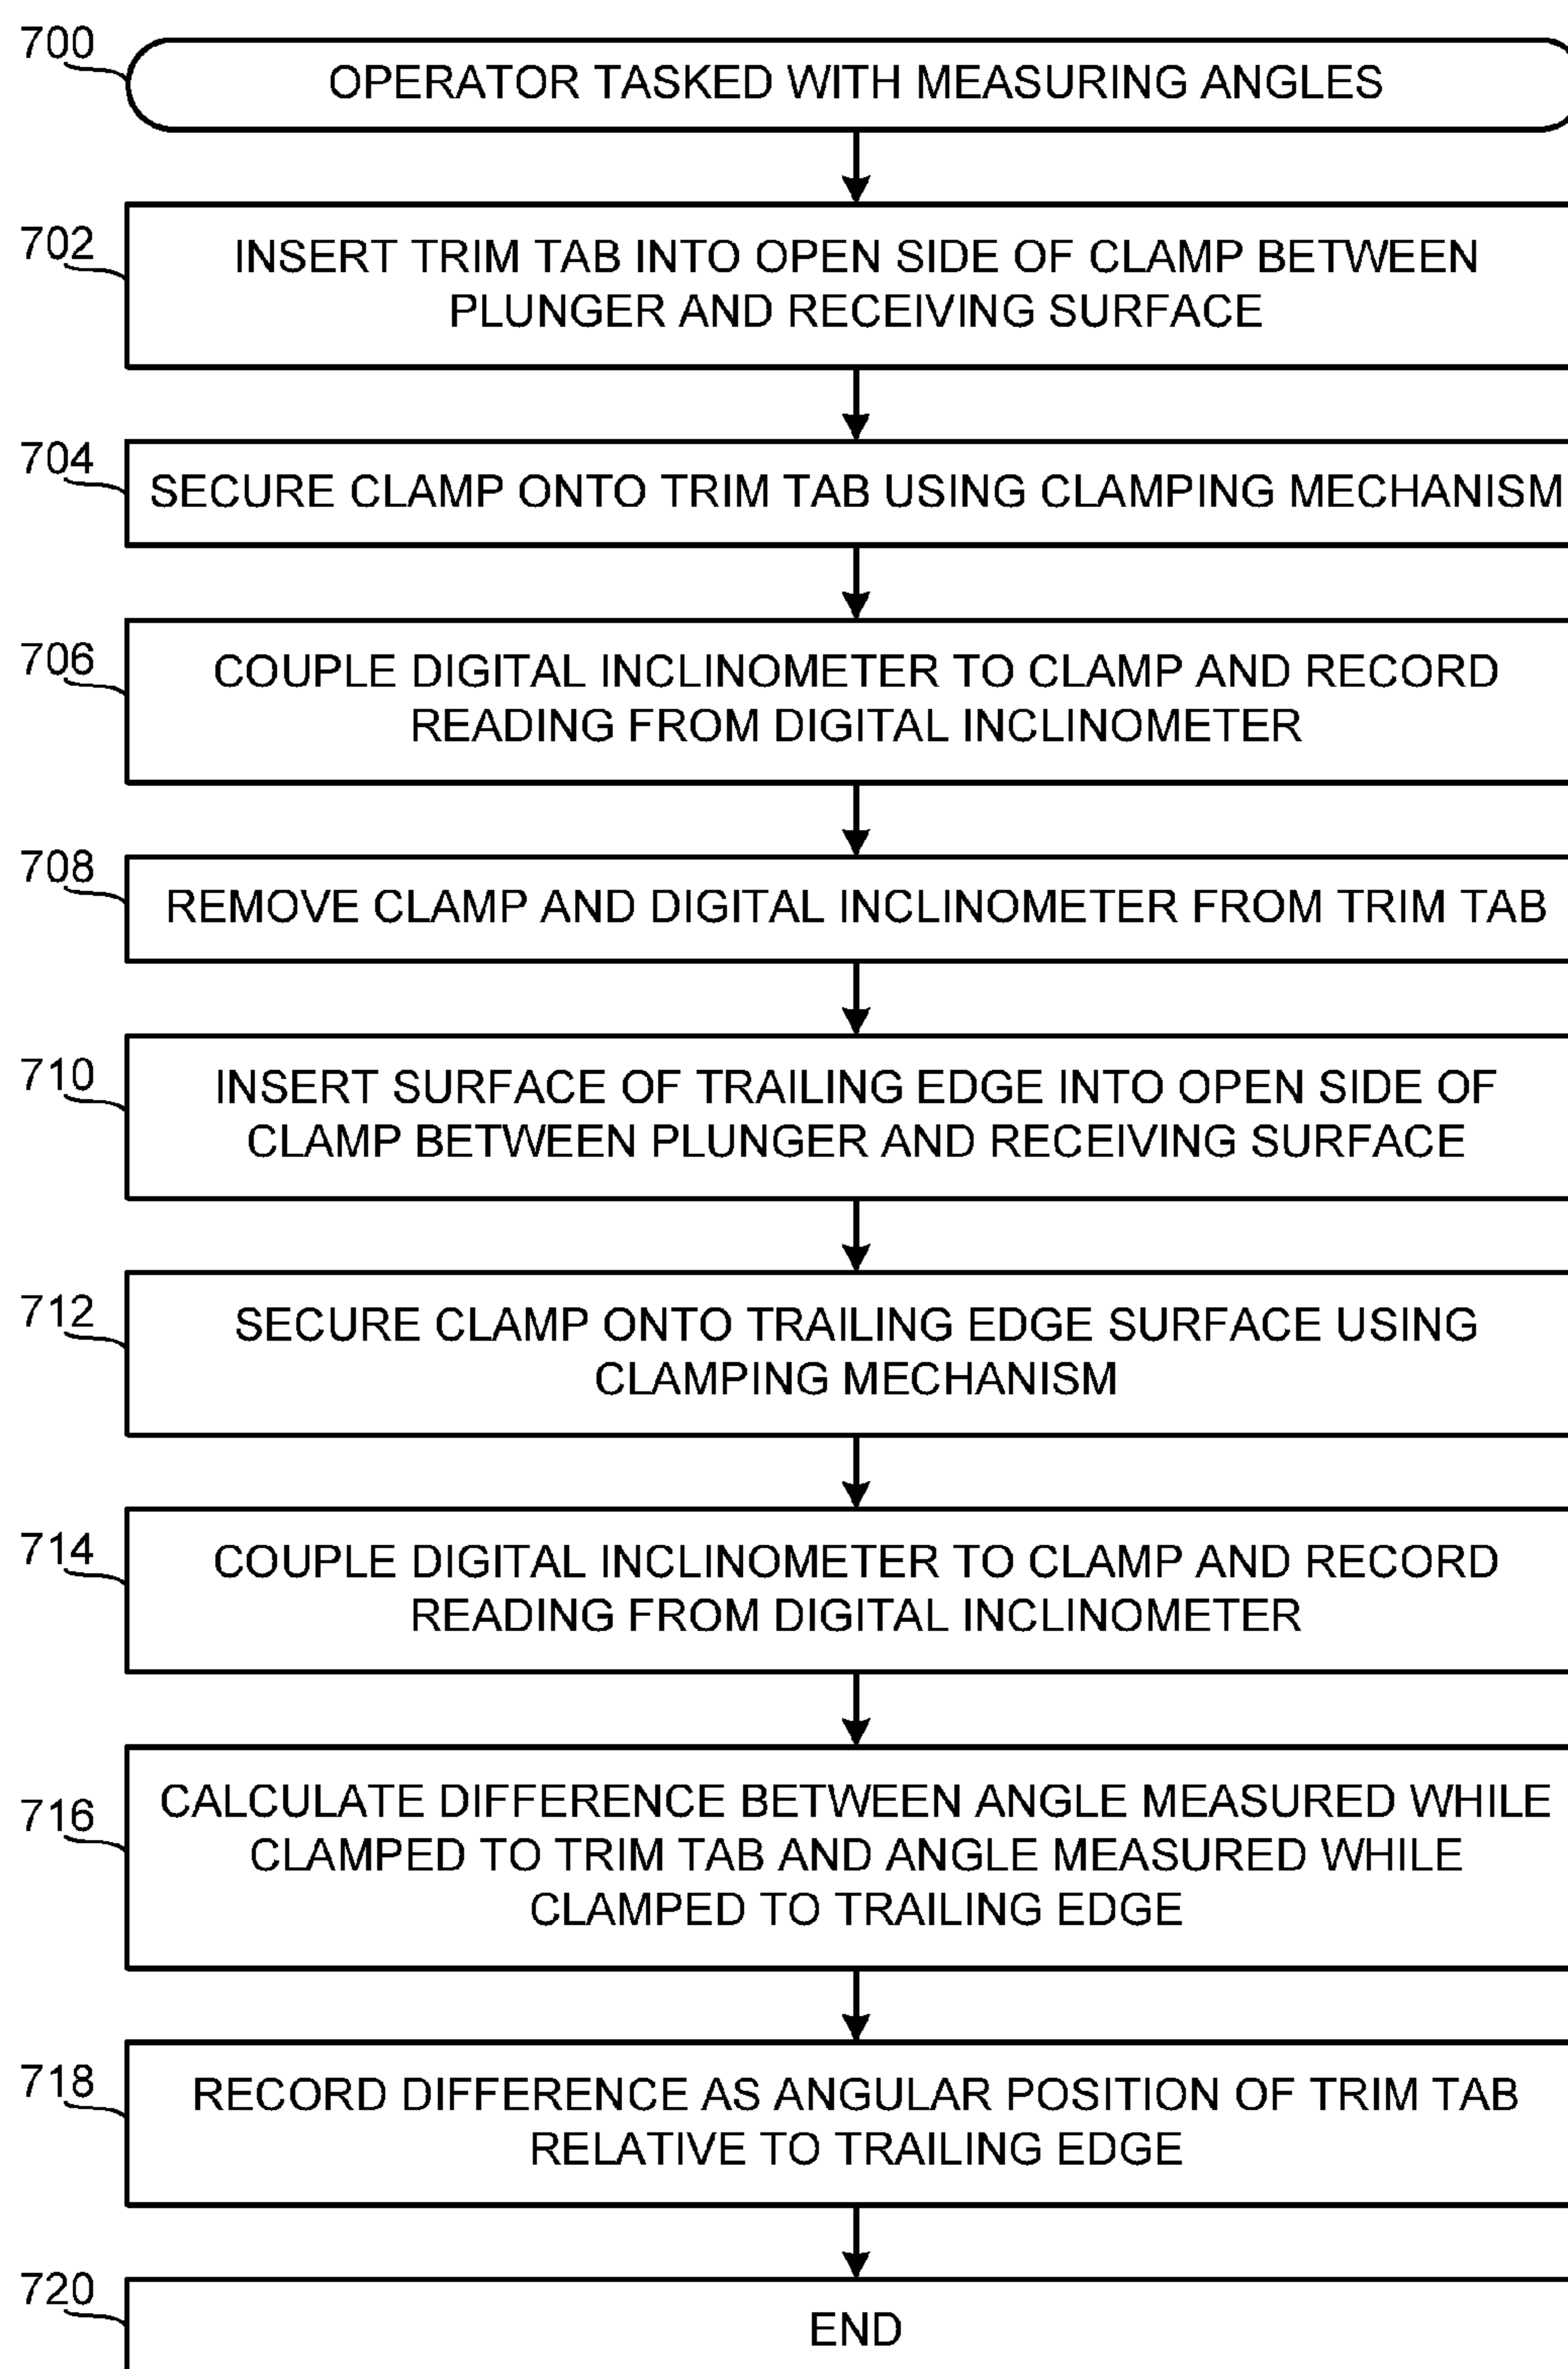 700
OPERATOR TASKED WITH MEASURING ANGLES
702
INSERT TRIM TAB INTO OPEN SIDE OF CLAMP BETWEEN
PLUNGER AND RECEIVING SURFACE
704
SECURE CLAMP ONTO TRIM TAB USING CLAMPING MECHANISM
706
COUPLE DIGITAL INCLINOMETER TO CLAMP AND RECORD
READING FROM DIGITAL INCLINOMETER
708
REMOVE CLAMP AND DIGITAL INCLINOMETER FROM TRIM TAB
710
INSERT SURFACE OF TRAILING EDGE INTO OPEN SIDE OF
CLAMP BETWEEN PLUNGER AND RECEIVING SURFACE
712
SECURE CLAMP ONTO TRAILING EDGE SURFACE USING
CLAMPING MECHANISM
714
COUPLE DIGITAL INCLINOMETER TO CLAMP AND RECORD
READING FROM DIGITAL INCLINOMETER
716
CALCULATE DIFFERENCE BETWEEN ANGLE MEASURED WHILE
CLAMPED TO TRIM TAB AND ANGLE MEASURED WHILE
CLAMPED TO TRAILING EDGE
718
RECORD DIFFERENCE AS ANGULAR POSITION OF TRIM TAB
RELATIVE TO TRAILING EDGE
720
END